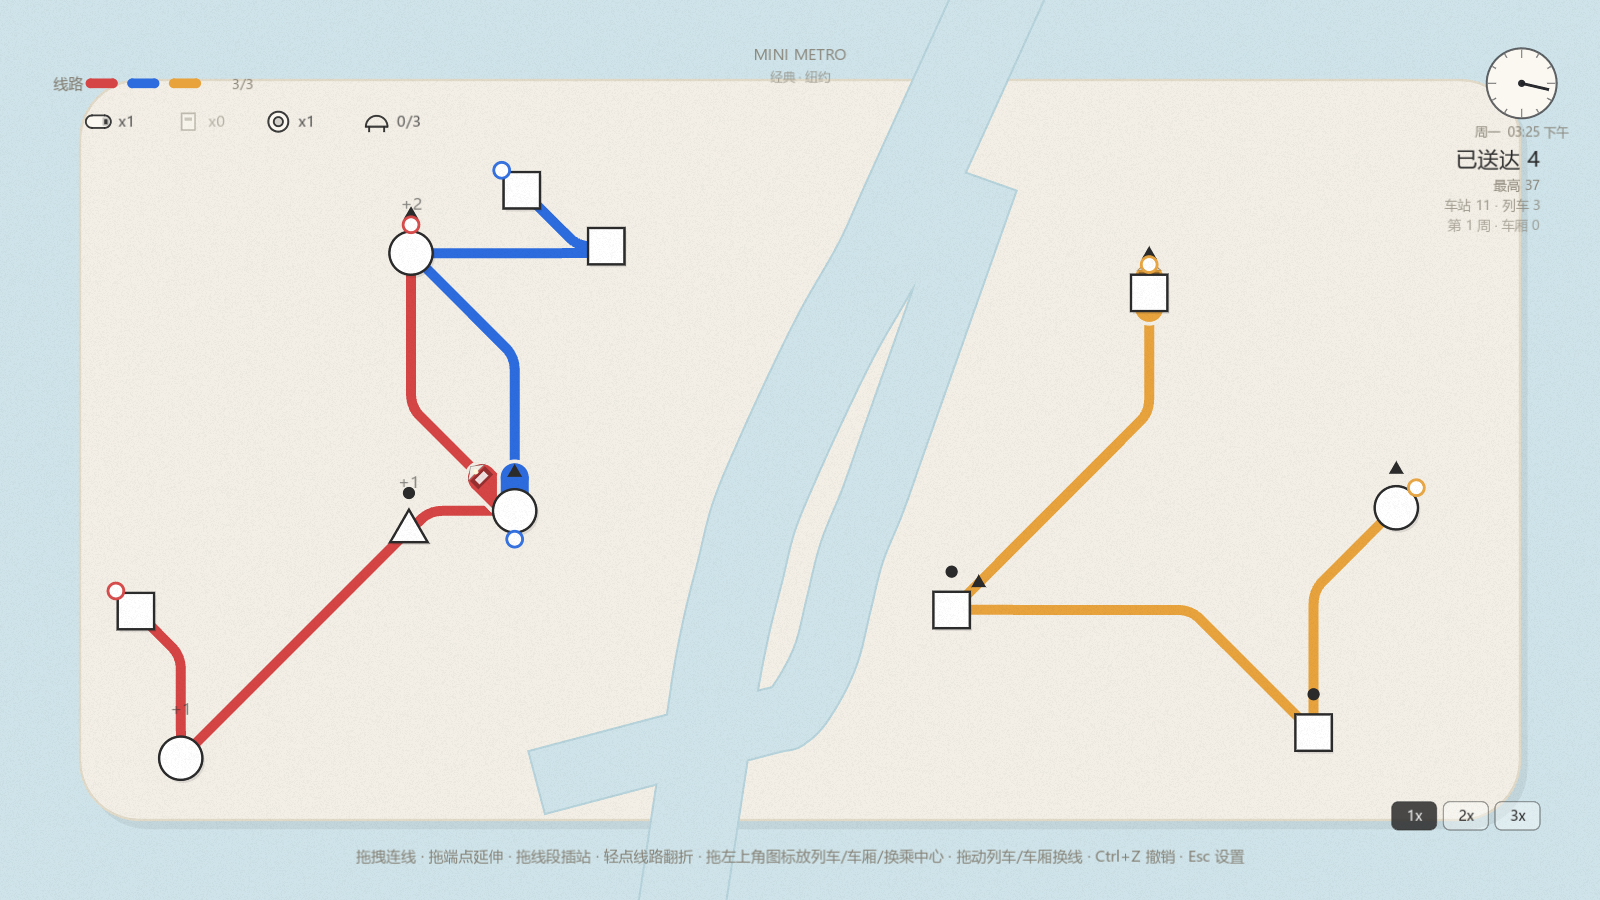 MINI METRO
经典 · 纽约
线路 3/3
x1 x0 x1 0/3
周一 03:25 下午
已送达 4
最高 37
车站 11 · 列车 3
第 1 周 · 车厢 0
+2
+1
+1
1x 2x 3x
拖拽连线 · 拖端点延伸 · 拖线段插站 · 轻点线路翻折 · 拖左上角图标放列车/车厢/换乘中心 · 拖动列车/车厢换线 · Ctrl+Z 撤销 · Esc 设置